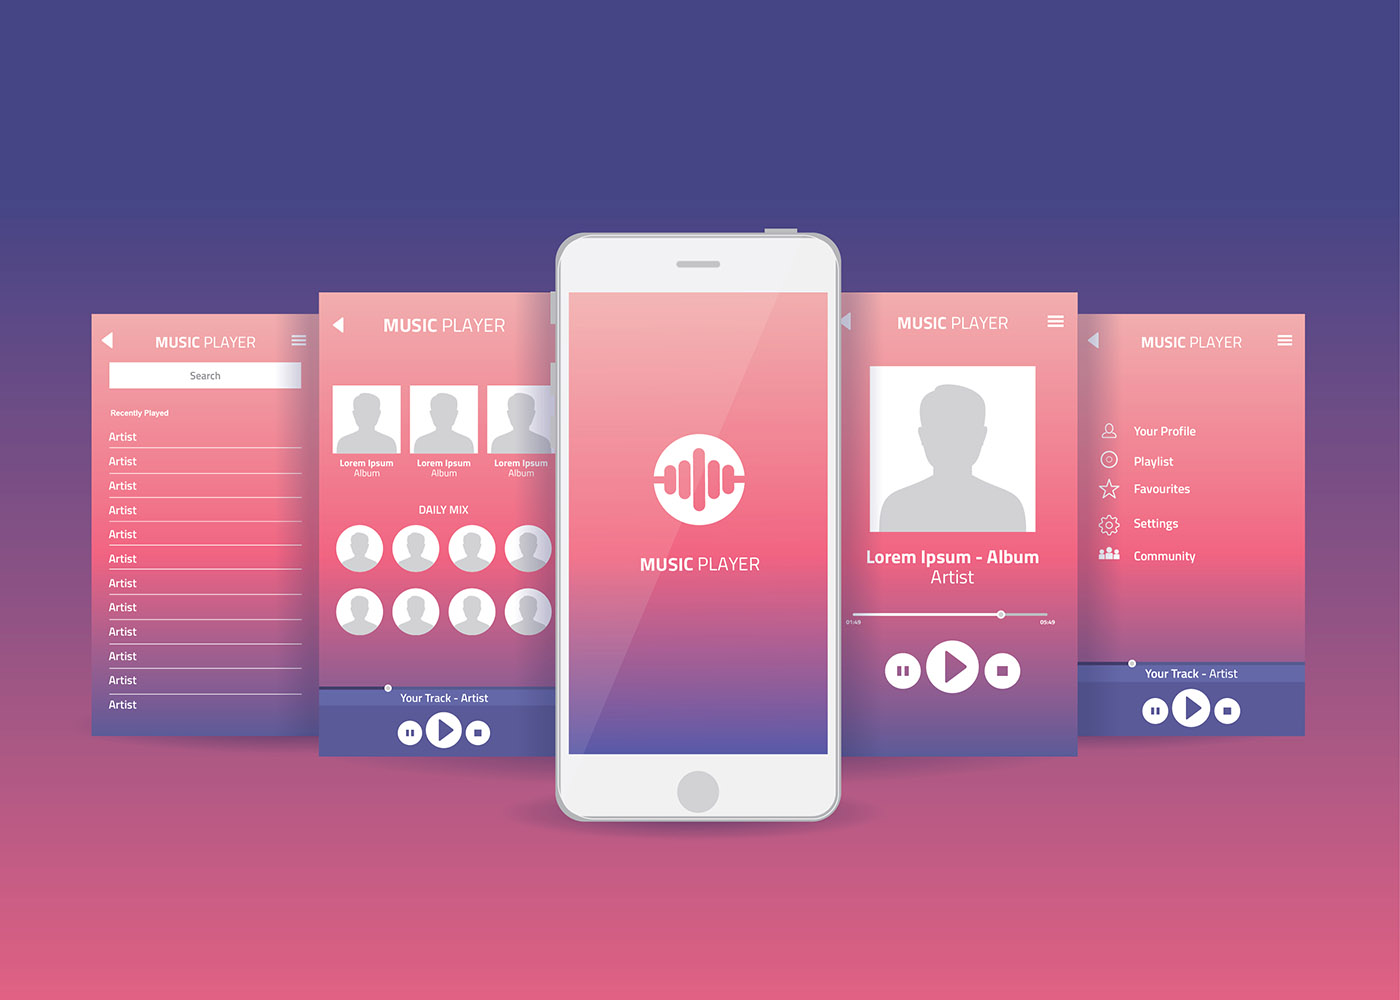 MUSIC PLAYER
Search
Recently Played
Artist
Artist
Artist
Artist
Artist
Artist
Artist
Artist
Artist
Artist
Artist
Artist
MUSIC PLAYER
Lorem Ipsum
Album
Lorem Ipsum
Album
Lorem Ipsum
Album
DAILY MIX
Your Track - Artist
MUSIC PLAYER
MUSIC PLAYER
Lorem Ipsum - Album
Artist
01:49
05:49
MUSIC PLAYER
Your Profile
Playlist
Favourites
Settings
Community
Your Track - Artist